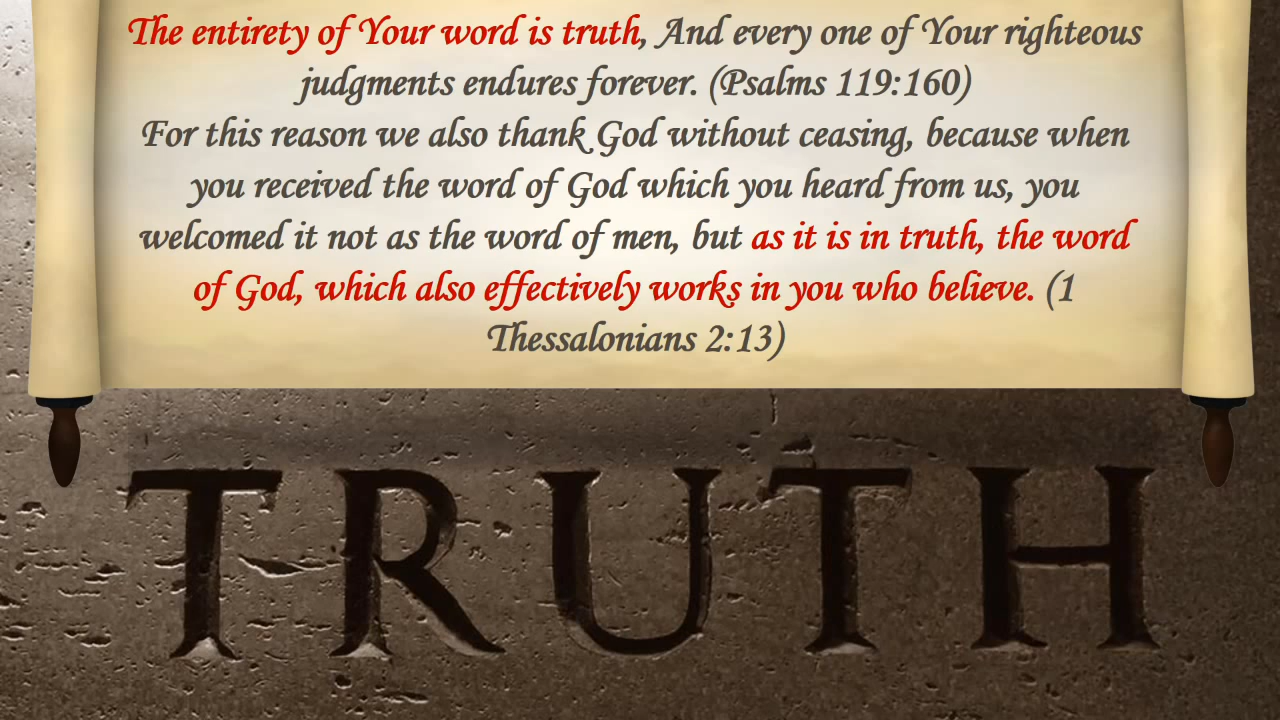 The entirety of Your word is truth, And every one of Your righteous
judgments endures forever. (Psalms 119:160)
For this reason we also thank God without ceasing, because when
you received the word of God which you heard from us, you
welcomed it not as the word of men, but as it is in truth, the word
of God, which also effectively works in you who believe. (1
Thessalonians 2:13)
TRUTH